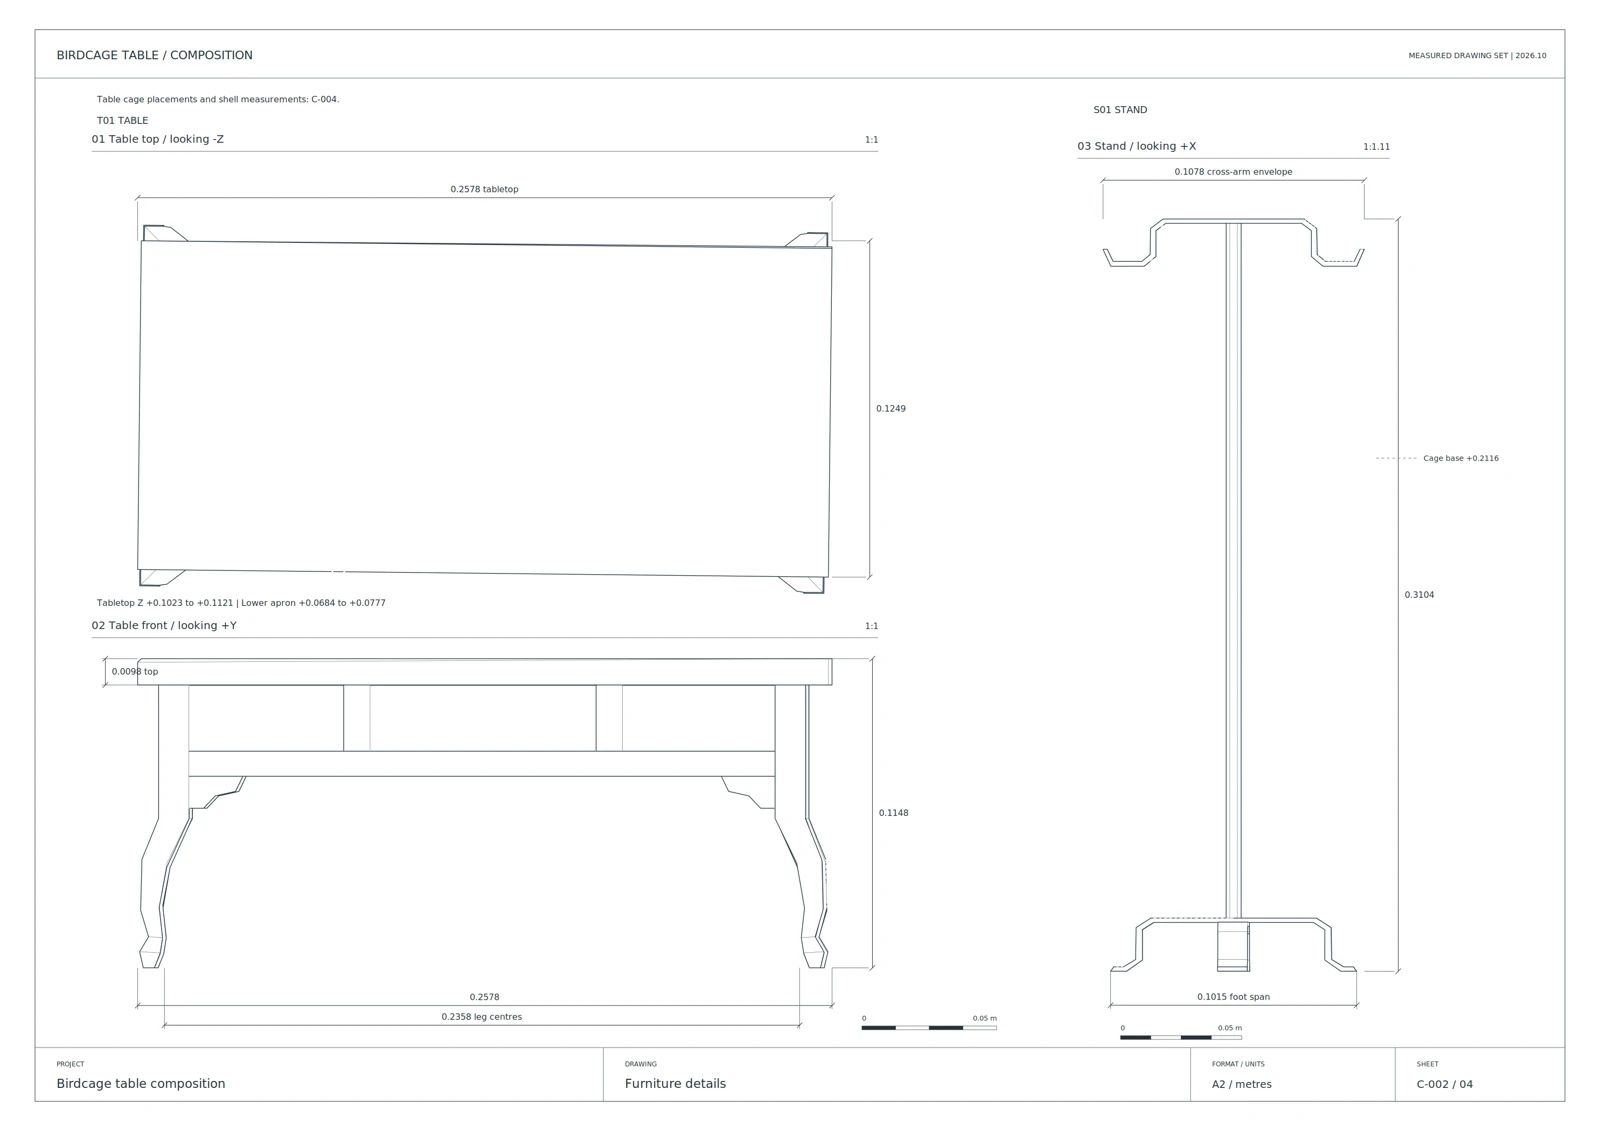 BIRDCAGE TABLE / COMPOSITION
MEASURED DRAWING SET | 2026.10
Table cage placements and shell measurements: C-004.
T01 TABLE
01 Table top / looking -Z
1:1
0.2578 tabletop
0.1249
Tabletop Z +0.1023 to +0.1121 | Lower apron +0.0684 to +0.0777
02 Table front / looking +Y
1:1
0.0098 top
0.1148
0.2578
0.2358 leg centres
0
0.05 m
S01 STAND
03 Stand / looking +X
1:1.11
0.1078 cross-arm envelope
Cage base +0.2116
0.3104
0.1015 foot span
0
0.05 m
PROJECT
Birdcage table composition
DRAWING
Furniture details
FORMAT / UNITS
A2 / metres
SHEET
C-002 / 04